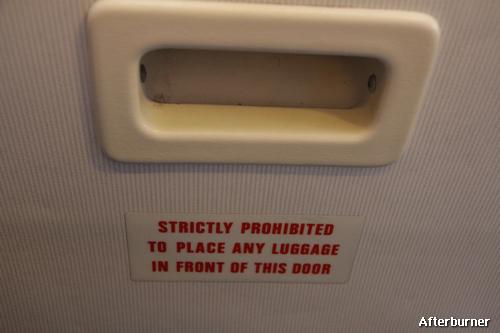 STRICTLY PROHIBITED
TO PLACE ANY LUGGAGE
IN FRONT OF THIS DOOR
Afterburner